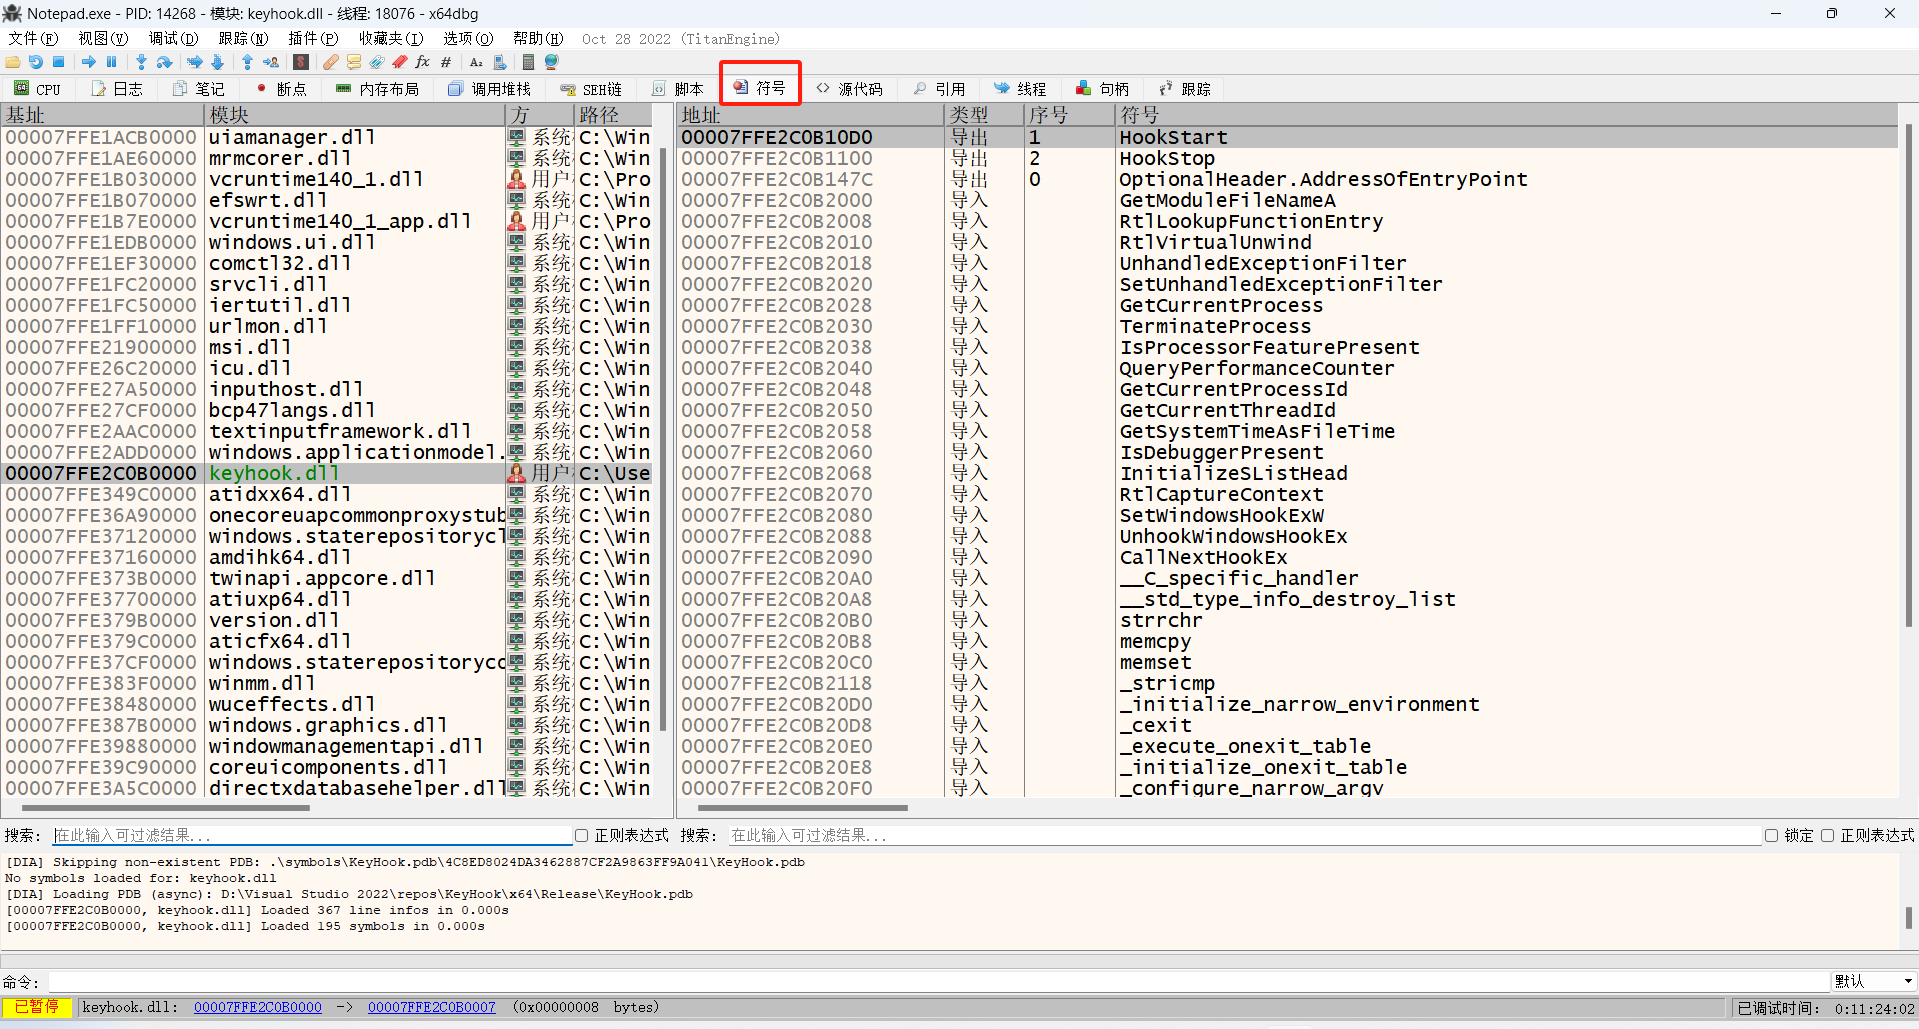 Notepad.exe - PID: 14268 - 模块: keyhook.dll - 线程: 18076 - x64dbg
文件(F) 视图(V) 调试(D) 跟踪(N) 插件(P) 收藏夹(I) 选项(O) 帮助(H) Oct 28 2022 (TitanEngine)
CPU 日志 笔记 断点 内存布局 调用堆栈 SEH链 脚本 符号 源代码 引用 线程 句柄 跟踪
基址 模块 方 路径 地址 类型 序号 符号
00007FFE1ACB0000 uiamanager.dll 系统 C:\Win 00007FFE2C0B10D0 导出 1 HookStart
00007FFE1AE60000 mrmcorer.dll 系统 C:\Win 00007FFE2C0B1100 导出 2 HookStop
00007FFE1B030000 vcruntime140_1.dll 用户 C:\Pro 00007FFE2C0B147C 导出 0 OptionalHeader.AddressOfEntryPoint
00007FFE1B070000 efswrt.dll 系统 C:\Win 00007FFE2C0B2000 导入 GetModuleFileNameA
00007FFE1B7E0000 vcruntime140_1_app.dll 用户 C:\Pro 00007FFE2C0B2008 导入 RtlLookupFunctionEntry
00007FFE1EDB0000 windows.ui.dll 系统 C:\Win 00007FFE2C0B2010 导入 RtlVirtualUnwind
00007FFE1EF30000 comctl32.dll 系统 C:\Win 00007FFE2C0B2018 导入 UnhandledExceptionFilter
00007FFE1FC20000 srvcli.dll 系统 C:\Win 00007FFE2C0B2020 导入 SetUnhandledExceptionFilter
00007FFE1FC50000 iertutil.dll 系统 C:\Win 00007FFE2C0B2028 导入 GetCurrentProcess
00007FFE1FF10000 urlmon.dll 系统 C:\Win 00007FFE2C0B2030 导入 TerminateProcess
00007FFE21900000 msi.dll 系统 C:\Win 00007FFE2C0B2038 导入 IsProcessorFeaturePresent
00007FFE26C20000 icu.dll 系统 C:\Win 00007FFE2C0B2040 导入 QueryPerformanceCounter
00007FFE27A50000 inputhost.dll 系统 C:\Win 00007FFE2C0B2048 导入 GetCurrentProcessId
00007FFE27CF0000 bcp47langs.dll 系统 C:\Win 00007FFE2C0B2050 导入 GetCurrentThreadId
00007FFE2AAC0000 textinputframework.dll 系统 C:\Win 00007FFE2C0B2058 导入 GetSystemTimeAsFileTime
00007FFE2ADD0000 windows.applicationmodel. 系统 C:\Win 00007FFE2C0B2060 导入 IsDebuggerPresent
00007FFE2C0B0000 keyhook.dll 用户 C:\Use 00007FFE2C0B2068 导入 InitializeSListHead
00007FFE349C0000 atidxx64.dll 系统 C:\Win 00007FFE2C0B2070 导入 RtlCaptureContext
00007FFE36A90000 onecoreuapcommonproxystub 系统 C:\Win 00007FFE2C0B2080 导入 SetWindowsHookExW
00007FFE37120000 windows.staterepositorycl 系统 C:\Win 00007FFE2C0B2088 导入 UnhookWindowsHookEx
00007FFE37160000 amdihk64.dll 系统 C:\Win 00007FFE2C0B2090 导入 CallNextHookEx
00007FFE373B0000 twinapi.appcore.dll 系统 C:\Win 00007FFE2C0B20A0 导入 __C_specific_handler
00007FFE37700000 atiuxp64.dll 系统 C:\Win 00007FFE2C0B20A8 导入 __std_type_info_destroy_list
00007FFE379B0000 version.dll 系统 C:\Win 00007FFE2C0B20B0 导入 strrchr
00007FFE379C0000 aticfx64.dll 系统 C:\Win 00007FFE2C0B20B8 导入 memcpy
00007FFE37CF0000 windows.staterepositoryco 系统 C:\Win 00007FFE2C0B20C0 导入 memset
00007FFE383F0000 winmm.dll 系统 C:\Win 00007FFE2C0B2118 导入 _stricmp
00007FFE38480000 wuceffects.dll 系统 C:\Win 00007FFE2C0B20D0 导入 _initialize_narrow_environment
00007FFE387B0000 windows.graphics.dll 系统 C:\Win 00007FFE2C0B20D8 导入 _cexit
00007FFE39880000 windowmanagementapi.dll 系统 C:\Win 00007FFE2C0B20E0 导入 _execute_onexit_table
00007FFE39C90000 coreuicomponents.dll 系统 C:\Win 00007FFE2C0B20E8 导入 _initialize_onexit_table
00007FFE3A5C0000 directxdatabasehelper.dll 系统 C:\Win 00007FFE2C0B20F0 导入 _configure_narrow_argv
搜索: 在此输入可过滤结果... 正则表达式 搜索: 在此输入可过滤结果... 锁定 正则表达式
[DIA] Skipping non-existent PDB: .\symbols\KeyHook.pdb\4C8ED8024DA3462887CF2A9863FF9A041\KeyHook.pdb
No symbols loaded for: keyhook.dll
[DIA] Loading PDB (async): D:\Visual Studio 2022\repos\KeyHook\x64\Release\KeyHook.pdb
[00007FFE2C0B0000, keyhook.dll] Loaded 367 line infos in 0.000s
[00007FFE2C0B0000, keyhook.dll] Loaded 195 symbols in 0.000s
命令: 默认
已暂停 keyhook.dll: 00007FFE2C0B0000 -> 00007FFE2C0B0007 (0x00000008 bytes) 已调试时间: 0:11:24:02